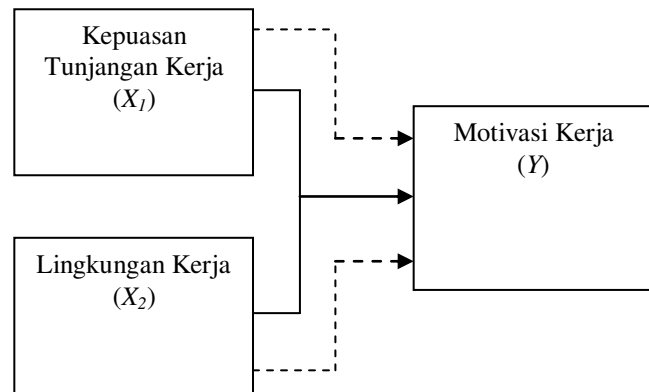 Kepuasan
Tunjangan Kerja
(X1)
Motivasi Kerja
(Y)
Lingkungan Kerja
(X2)